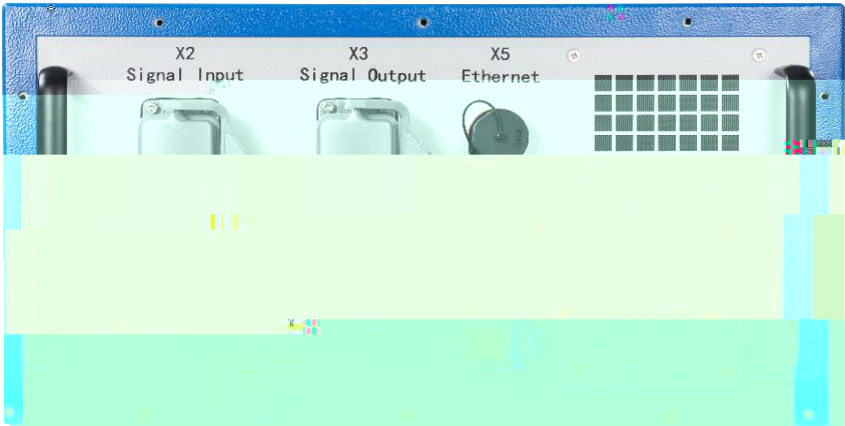 X2
Signal Input
X3
Signal Output
X5
Ethernet